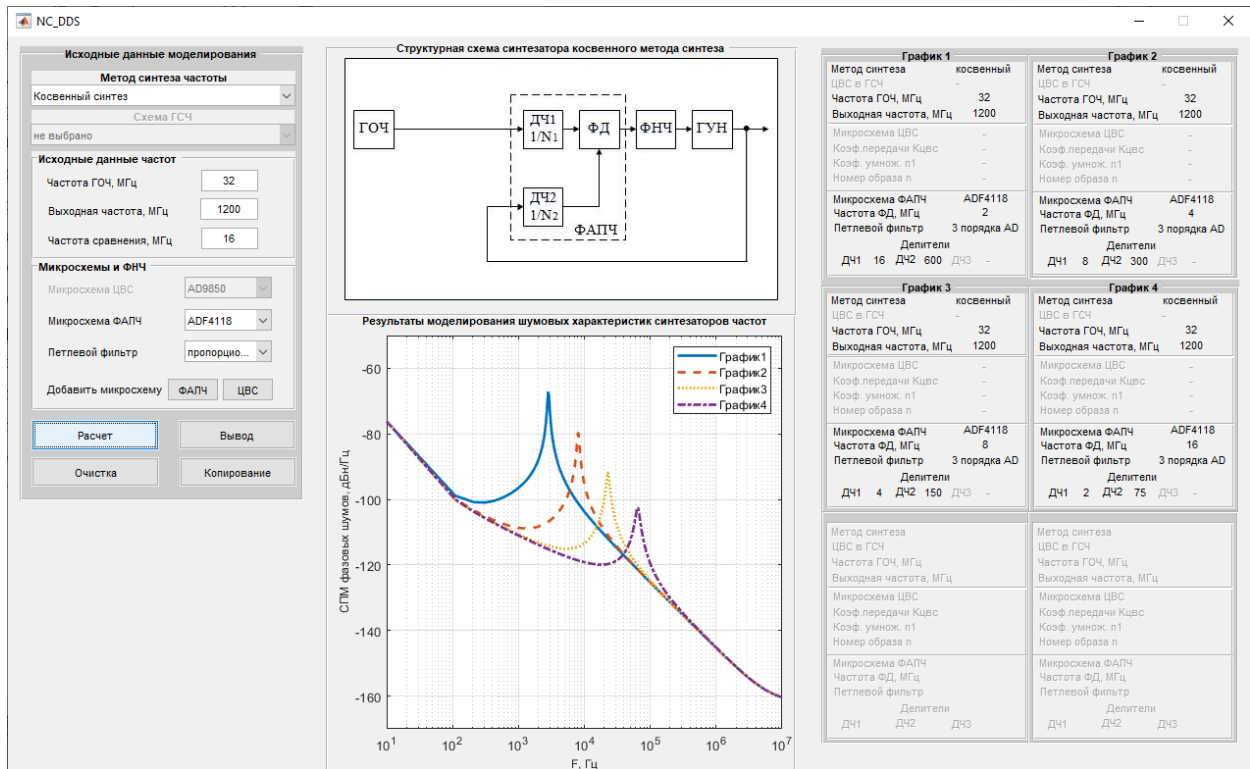 NC_DDS
Исходные данные моделирования
Метод синтеза частоты
Косвенный синтез
Схема ГСЧ
не выбрано
Исходные данные частот
Частота ГОЧ, МГц 32
Выходная частота, МГц 1200
Частота сравнения, МГц 16
Микросхемы и ФНЧ
Микросхема ЦВС AD9850
Микросхема ФАПЧ ADF4118
Петлевой фильтр пропорцио...
Добавить микросхему ФАПЧ ЦВС
Расчет Вывод
Очистка Копирование
Структурная схема синтезатора косвенного метода синтеза
ГОЧ
ДЧ1
1/N1
ФД
ФНЧ
ГУН
ДЧ2
1/N2
ФАПЧ
Результаты моделирования шумовых характеристик синтезаторов частот
График1
График2
График3
График4
СПМ фазовых шумов, дБн/Гц
-60
-80
-100
-120
-140
-160
10^1 10^2 10^3 10^4 10^5 10^6 10^7
F, Гц
График 1
Метод синтеза косвенный
ЦВС в ГСЧ -
Частота ГОЧ, МГц 32
Выходная частота, МГц 1200
Микросхема ЦВС -
Коэф.передачи Кцвс -
Коэф. умнож. n1 -
Номер образа n -
Микросхема ФАПЧ ADF4118
Частота ФД, МГц 2
Петлевой фильтр 3 порядка AD
Делители
ДЧ1 16 ДЧ2 600 ДЧ3 -
График 2
Метод синтеза косвенный
ЦВС в ГСЧ -
Частота ГОЧ, МГц 32
Выходная частота, МГц 1200
Микросхема ЦВС -
Коэф.передачи Кцвс -
Коэф. умнож. n1 -
Номер образа n -
Микросхема ФАПЧ ADF4118
Частота ФД, МГц 4
Петлевой фильтр 3 порядка AD
Делители
ДЧ1 8 ДЧ2 300 ДЧ3 -
График 3
Метод синтеза косвенный
ЦВС в ГСЧ -
Частота ГОЧ, МГц 32
Выходная частота, МГц 1200
Микросхема ЦВС -
Коэф.передачи Кцвс -
Коэф. умнож. n1 -
Номер образа n -
Микросхема ФАПЧ ADF4118
Частота ФД, МГц 8
Петлевой фильтр 3 порядка AD
Делители
ДЧ1 4 ДЧ2 150 ДЧ3 -
График 4
Метод синтеза косвенный
ЦВС в ГСЧ -
Частота ГОЧ, МГц 32
Выходная частота, МГц 1200
Микросхема ЦВС -
Коэф.передачи Кцвс -
Коэф. умнож. n1 -
Номер образа n -
Микросхема ФАПЧ ADF4118
Частота ФД, МГц 16
Петлевой фильтр 3 порядка AD
Делители
ДЧ1 2 ДЧ2 75 ДЧ3 -
Метод синтеза
ЦВС в ГСЧ
Частота ГОЧ, МГц
Выходная частота, МГц
Микросхема ЦВС
Коэф.передачи Кцвс
Коэф. умнож. n1
Номер образа n
Микросхема ФАПЧ
Частота ФД, МГц
Петлевой фильтр
Делители
ДЧ1 ДЧ2 ДЧ3
Метод синтеза
ЦВС в ГСЧ
Частота ГОЧ, МГц
Выходная частота, МГц
Микросхема ЦВС
Коэф.передачи Кцвс
Коэф. умнож. n1
Номер образа n
Микросхема ФАПЧ
Частота ФД, МГц
Петлевой фильтр
Делители
ДЧ1 ДЧ2 ДЧ3